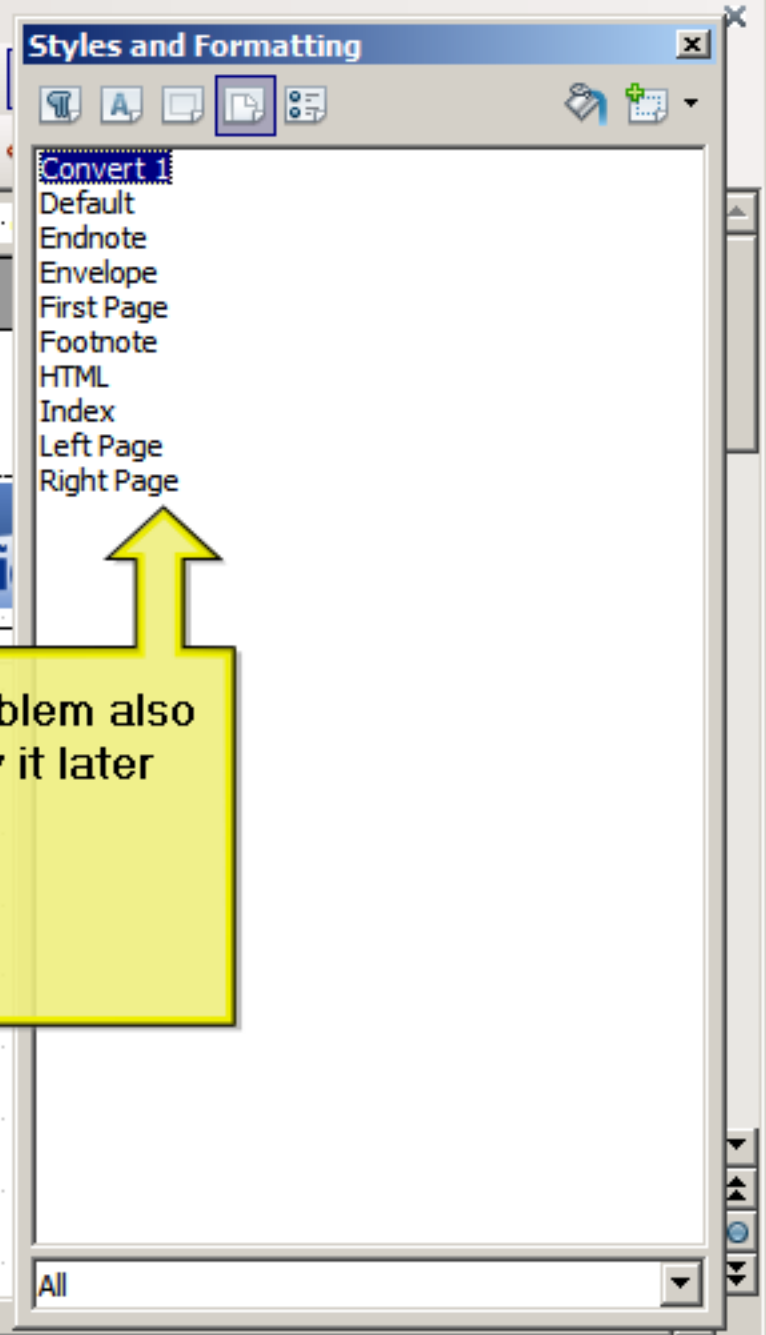 Styles and Formatting
Convert 1
Default
Endnote
Envelope
First Page
Footnote
HTML
Index
Left Page
Right Page
also
it later
All